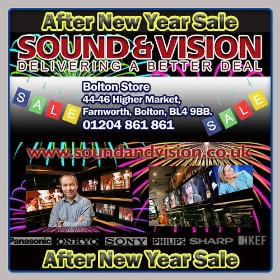 After New Year Sale
SOUND&VISION
DELIVERING A BETTER DEAL
SALE
Bolton Store
44-46 Higher Market,
Farnworth, Bolton, BL4 9BB.
01204 861 861
SALE
www.soundandvision.co.uk
Panasonic ONKYO SONY PHILIPS SHARP KEF
After New Year Sale